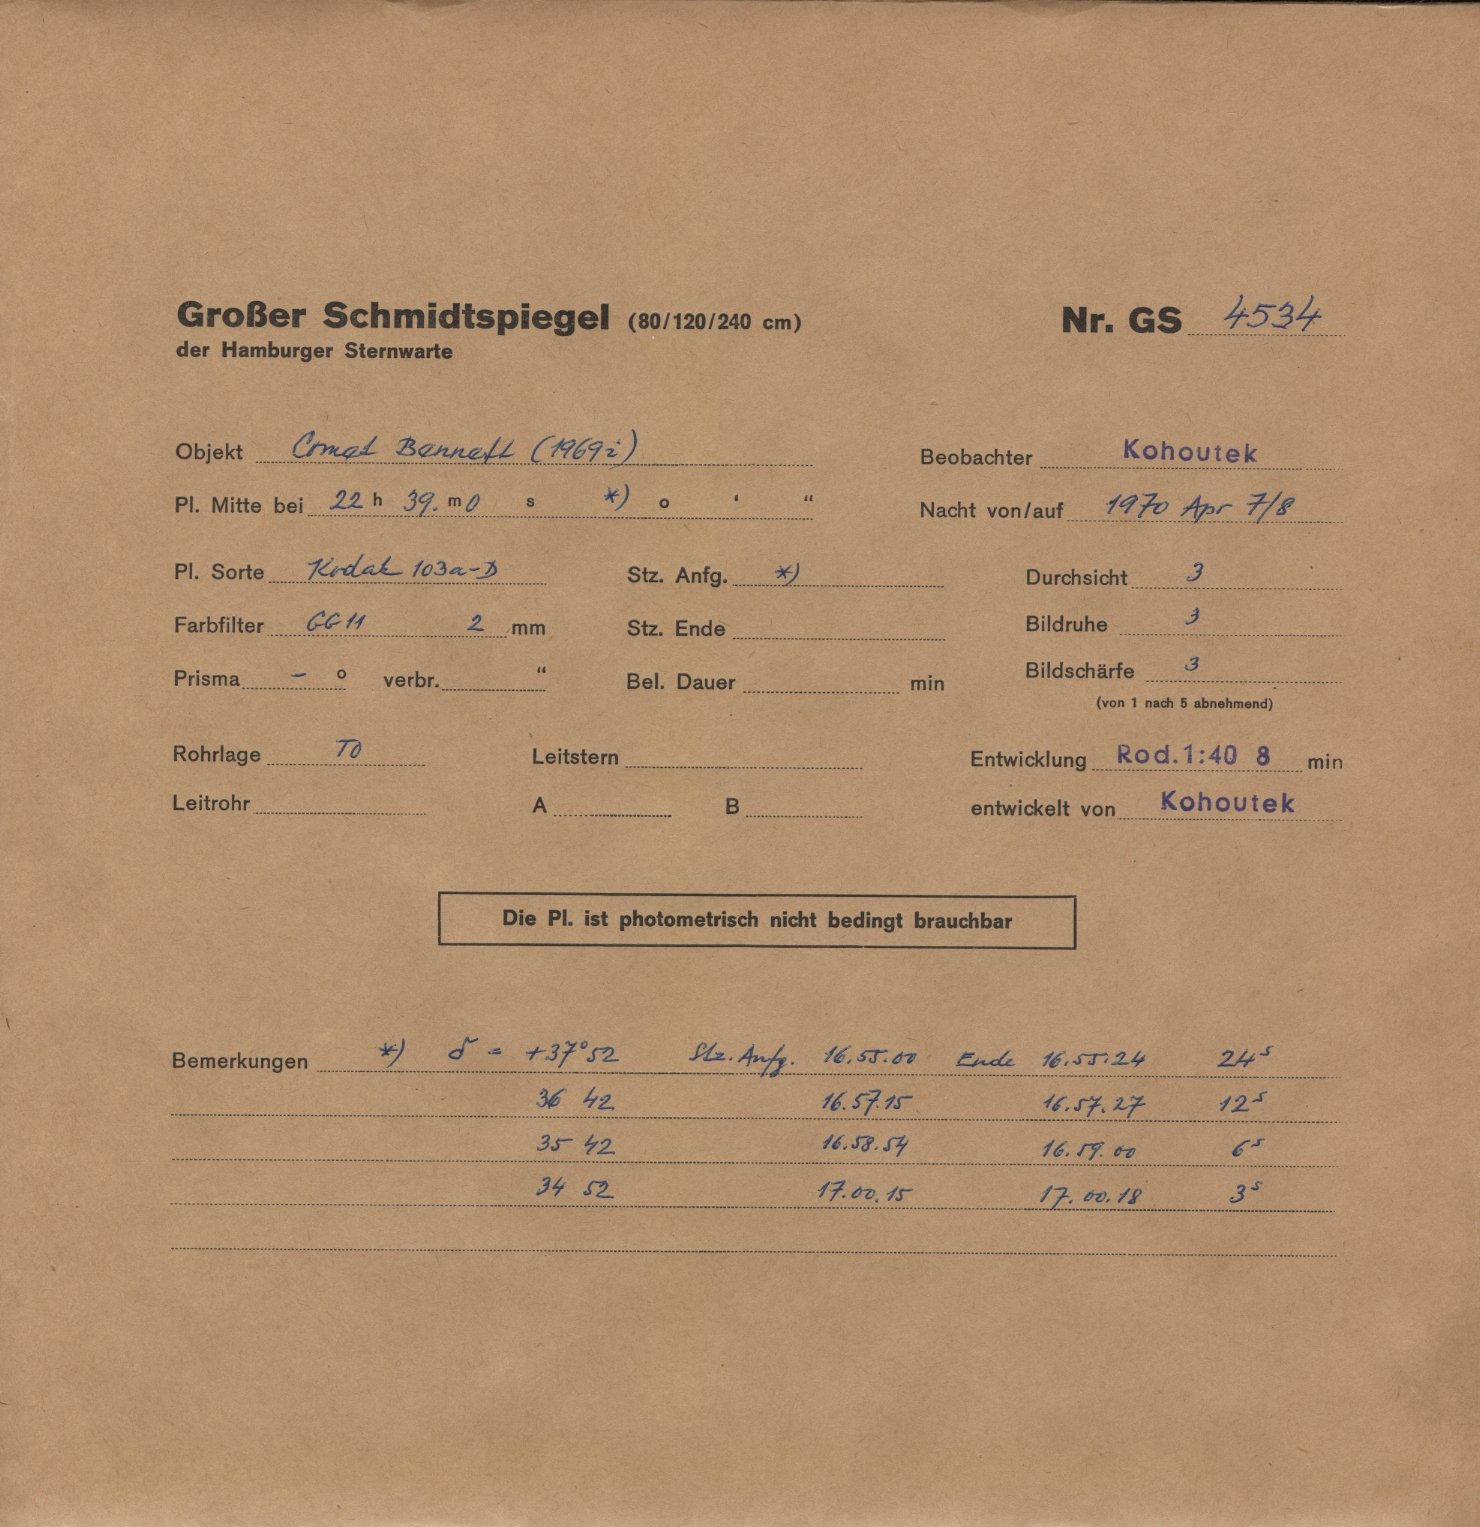 Großer Schmidtspiegel (80/120/240 cm) Nr. GS 4534
der Hamburger Sternwarte
Objekt Comet Bennett (1969i) Beobachter Kohoutek
Pl. Mitte bei 22 h 39. m 0 s *) o ‘ “ Nacht von/auf 1970 Apr 7/8
Pl. Sorte Kodak 103a-D Stz. Anfg. *) Durchsicht 3
Farbfilter GG11 2 mm Stz. Ende Bildruhe 3
Prisma – o verbr. “ Bel. Dauer min Bildschärfe 3
(von 1 nach 5 abnehmend)
Rohrlage TO Leitstern Entwicklung Rod.1:40 8 min
Leitrohr A B entwickelt von Kohoutek
Die Pl. ist photometrisch nicht bedingt brauchbar
Bemerkungen *) δ = +37° 52 Stz. Anfg. 16.55.00 Ende 16.55.24 24s
36 42 16.57.15 16.57.27 12s
35 42 16.58.54 16.59.00 6s
34 52 17.00.15 17.00.18 3s